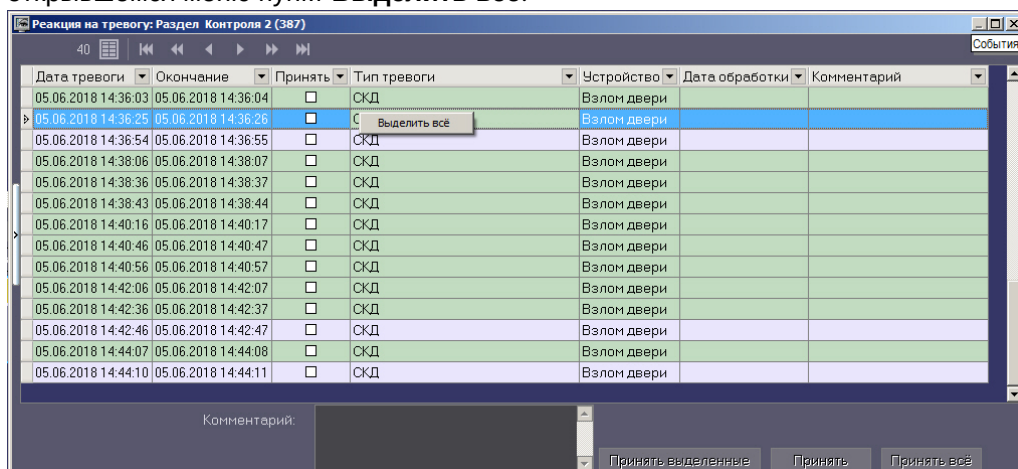 открывшемся меню пункт Выделить всё.
Реакция на тревогу: Раздел Контроля 2 (387)
События
40
Дата тревоги Окончание Принять Тип тревоги Устройство Дата обработки Комментарий
05.06.2018 14:36:03 05.06.2018 14:36:04 СКД Взлом двери
05.06.2018 14:36:25 05.06.2018 14:36:26 Взлом двери
Выделить всё
05.06.2018 14:36:54 05.06.2018 14:36:55 СКД Взлом двери
05.06.2018 14:38:06 05.06.2018 14:38:07 СКД Взлом двери
05.06.2018 14:38:36 05.06.2018 14:38:37 СКД Взлом двери
05.06.2018 14:38:43 05.06.2018 14:38:44 СКД Взлом двери
05.06.2018 14:40:16 05.06.2018 14:40:17 СКД Взлом двери
05.06.2018 14:40:46 05.06.2018 14:40:47 СКД Взлом двери
05.06.2018 14:40:56 05.06.2018 14:40:57 СКД Взлом двери
05.06.2018 14:42:06 05.06.2018 14:42:07 СКД Взлом двери
05.06.2018 14:42:36 05.06.2018 14:42:37 СКД Взлом двери
05.06.2018 14:42:46 05.06.2018 14:42:47 СКД Взлом двери
05.06.2018 14:44:07 05.06.2018 14:44:08 СКД Взлом двери
05.06.2018 14:44:10 05.06.2018 14:44:11 СКД Взлом двери
Комментарий:
Принять выделенные Принять Принять всё